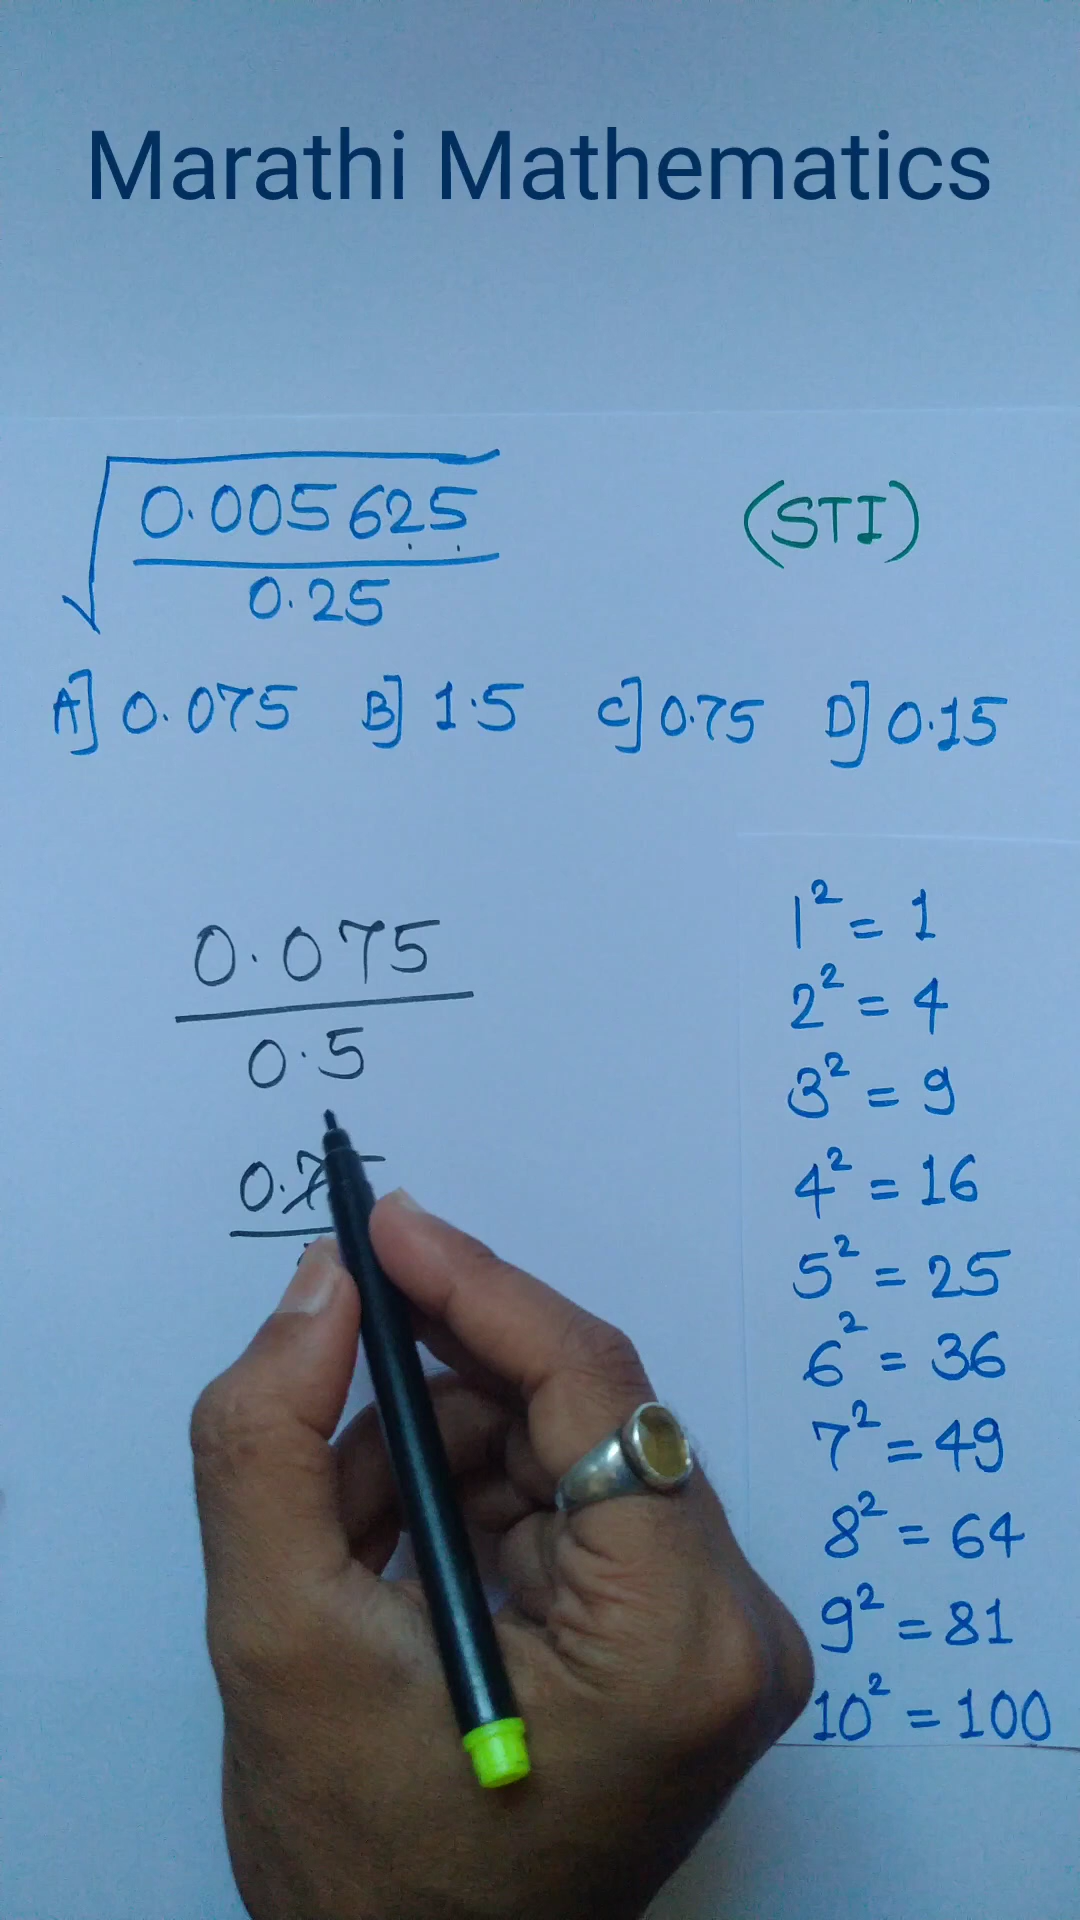 Marathi Mathematics
√
0.005625
0.25
(STI)
A] 0.075 B] 1.5 C] 0.75 D] 0.15
0.075
0.5
0.7
1² = 1
2² = 4
3² = 9
4² = 16
5² = 25
6² = 36
7² = 49
8² = 64
9² = 81
10² = 100